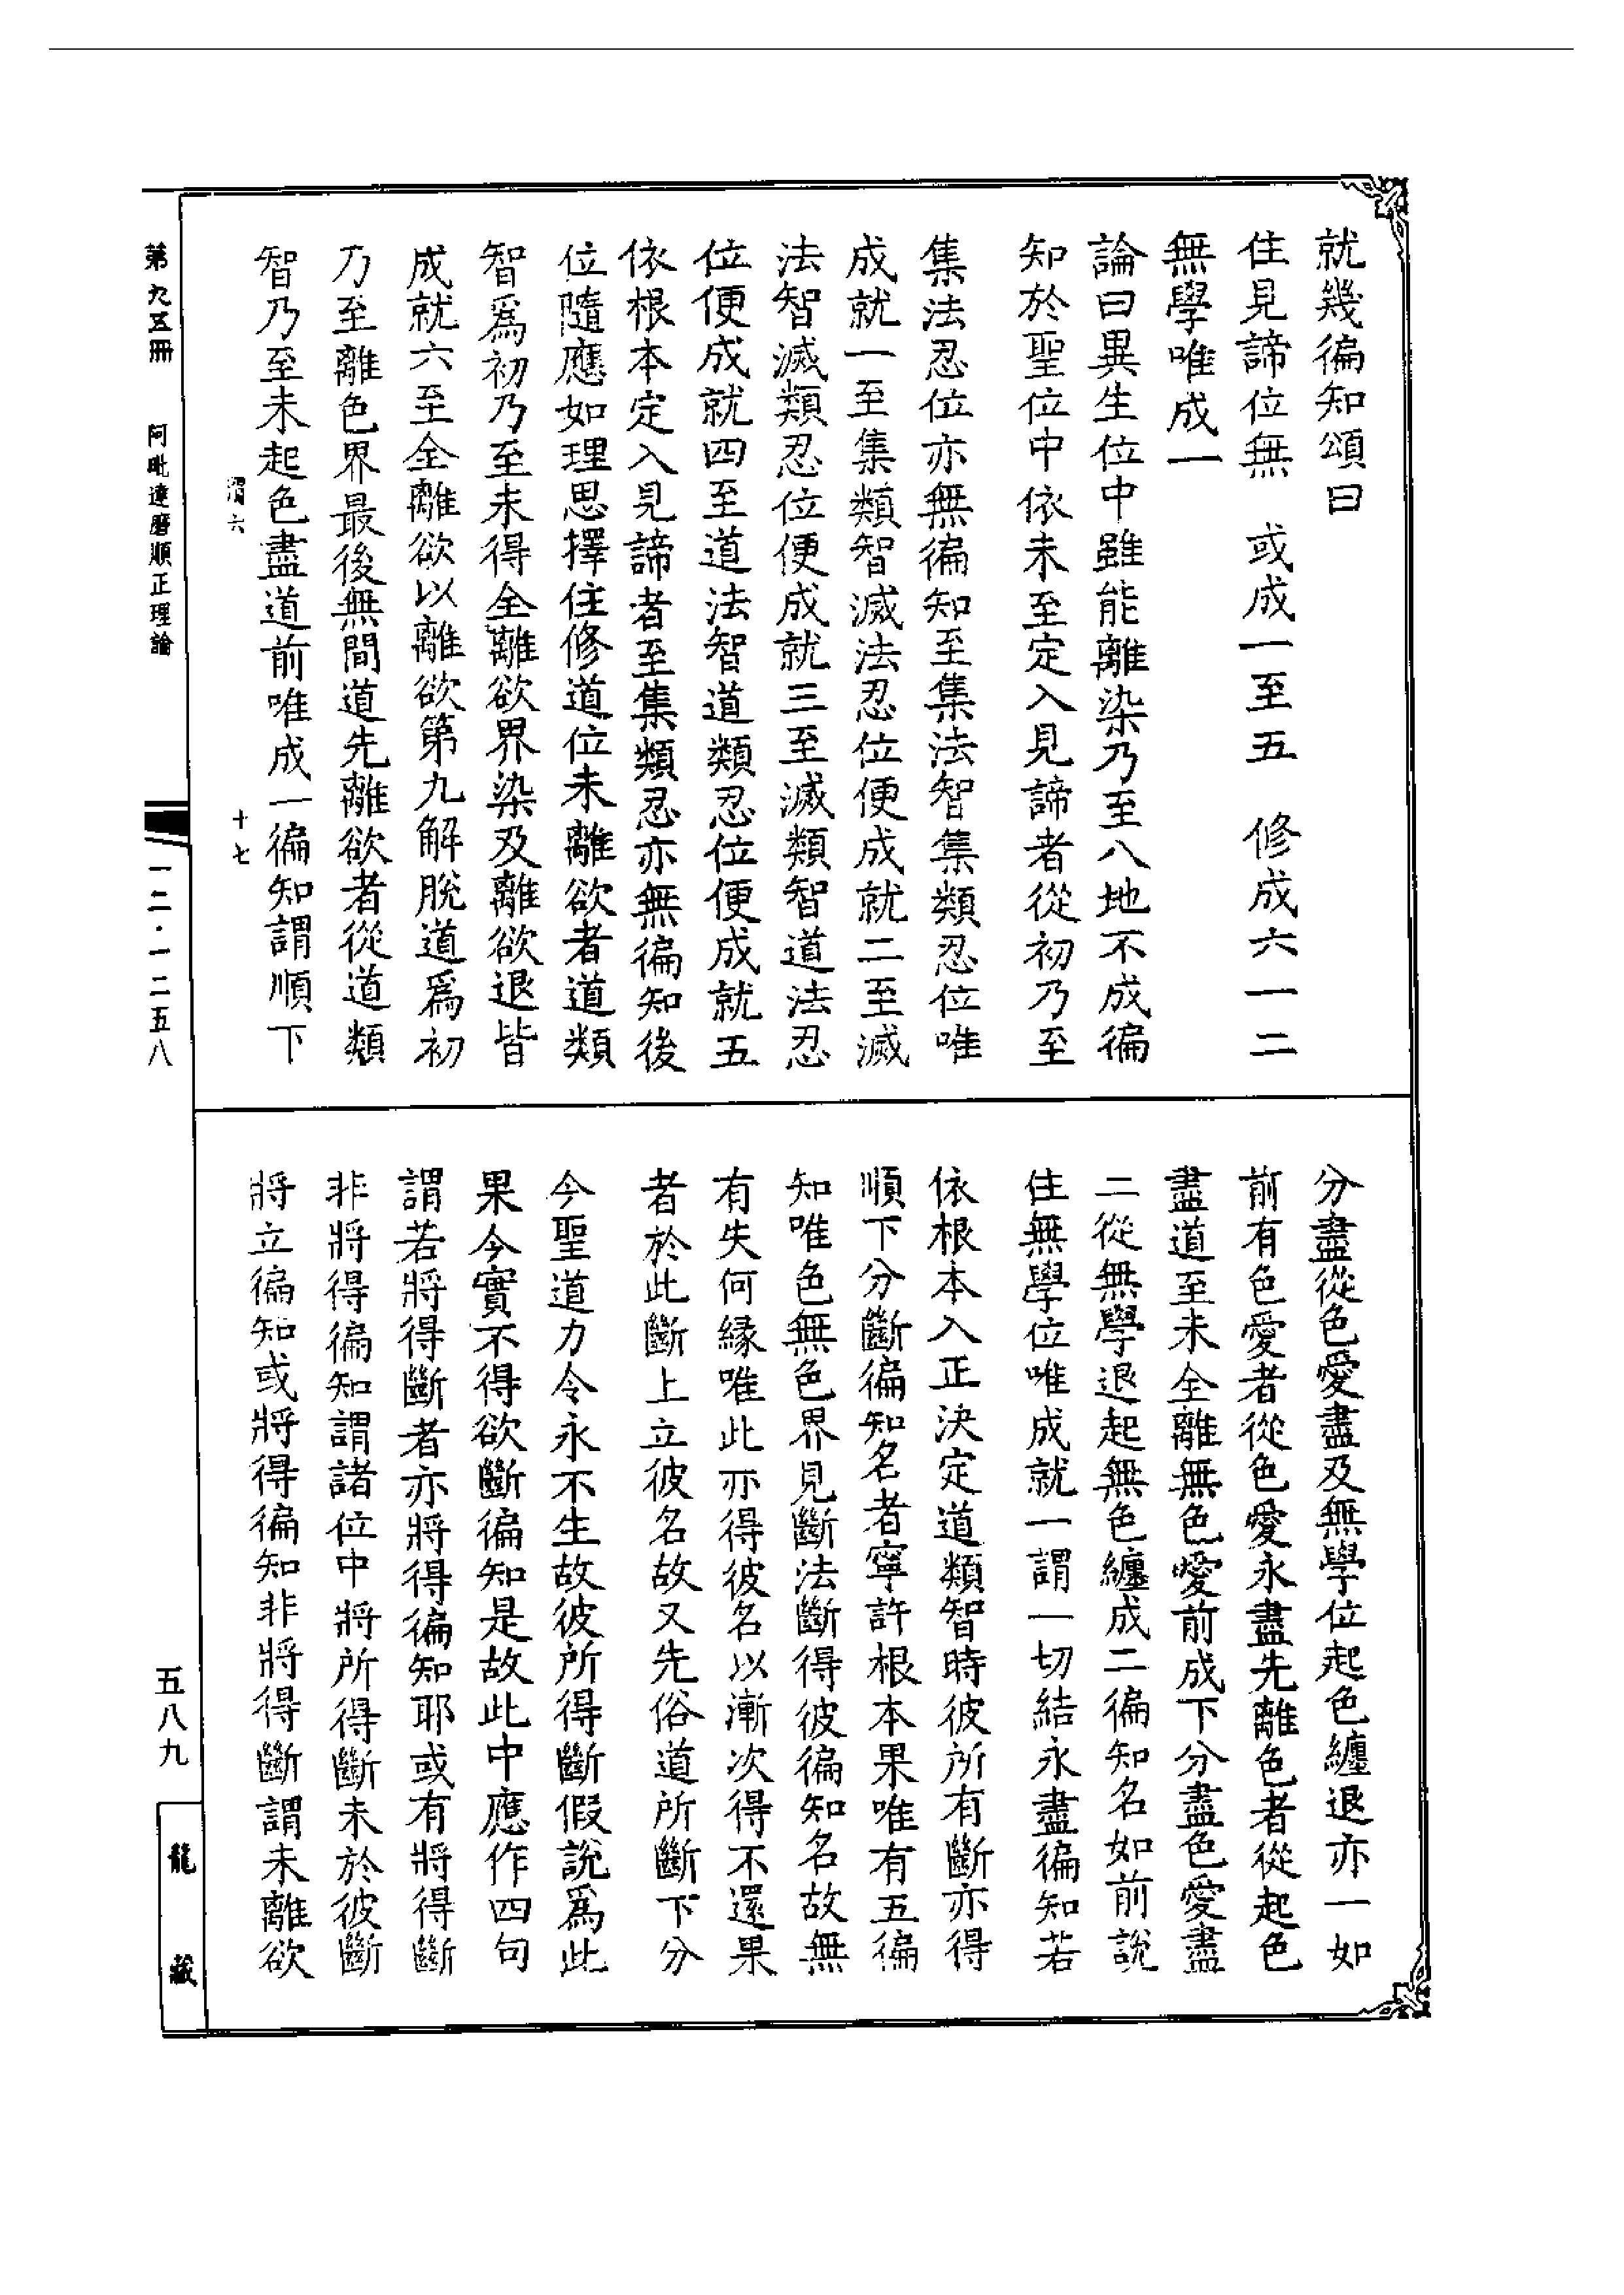 就幾徧知頌曰
住見諦位無　或成一至五　修成六一二
無學唯成一
論曰異生位中雖能離染乃至八地不成徧
知於聖位中依未至定入見諦者從初乃至
集法忍位亦無徧知至集法智集類忍位唯
成就一至集類智滅法忍位便成就二至滅
法智滅類忍位便成就三至滅類智道法忍
位便成就四至道法智道類忍位便成就五
依根本定入見諦者至集類忍亦無徧知後
位隨應如理思擇住修道位未離欲者道類
智爲初乃至未得全離欲界染及離欲退皆
成就六至全離欲以離欲第九解脫道爲初
乃至離色界最後無間道先離欲者從道類
智乃至未起色盡道前唯成一徧知謂順下
渭六　十七
分盡從色愛盡及無學位起色纏退亦一如
前有色愛者從色愛永盡先離色者從起色
盡道至未全離無色愛前成下分盡色愛盡
二從無學退起無色纏成二徧知名如前說
住無學位唯成就一謂一切結永盡徧知若
依根本入正決定道類智時彼所有斷亦得
順下分斷徧知名者寧許根本果唯有五徧
知唯色無色界見斷法斷得彼徧知名故無
有失何緣唯此亦得彼名以漸次得不還果
者於此斷上立彼名故又先俗道所斷下分
今聖道力令永不生故彼所得斷假說爲此
果今實不得欲斷徧知是故此中應作四句
謂若將得斷者亦將得徧知耶或有將得斷
非將得徧知謂諸位中將所得斷未於彼斷
將立徧知或將得徧知非將得斷謂未離欲
第九五冊　阿毗達磨順正理論　一二·一二五八　五八九
龍藏